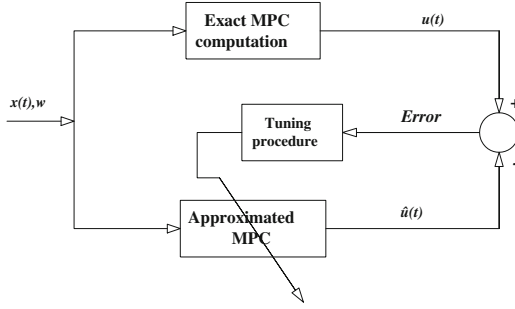 Exact MPC
computation
u(t)
x(t),w
+
Tuning
procedure
Error
-
Approximated
MPC
û(t)